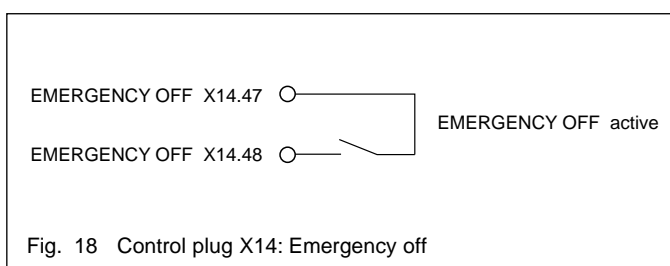 EMERGENCY OFF X14.47
EMERGENCY OFF active
EMERGENCY OFF X14.48
Fig. 18 Control plug X14: Emergency off